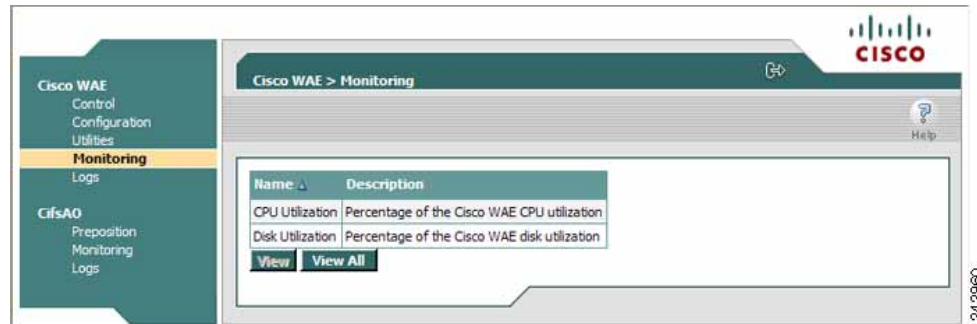 CISCO
Cisco WAE > Monitoring
Help
Cisco WAE
Control
Configuration
Utilities
Monitoring
Logs
CifsAO
Preposition
Monitoring
Logs
Name Description
CPU Utilization Percentage of the Cisco WAE CPU utilization
Disk Utilization Percentage of the Cisco WAE disk utilization
View View All